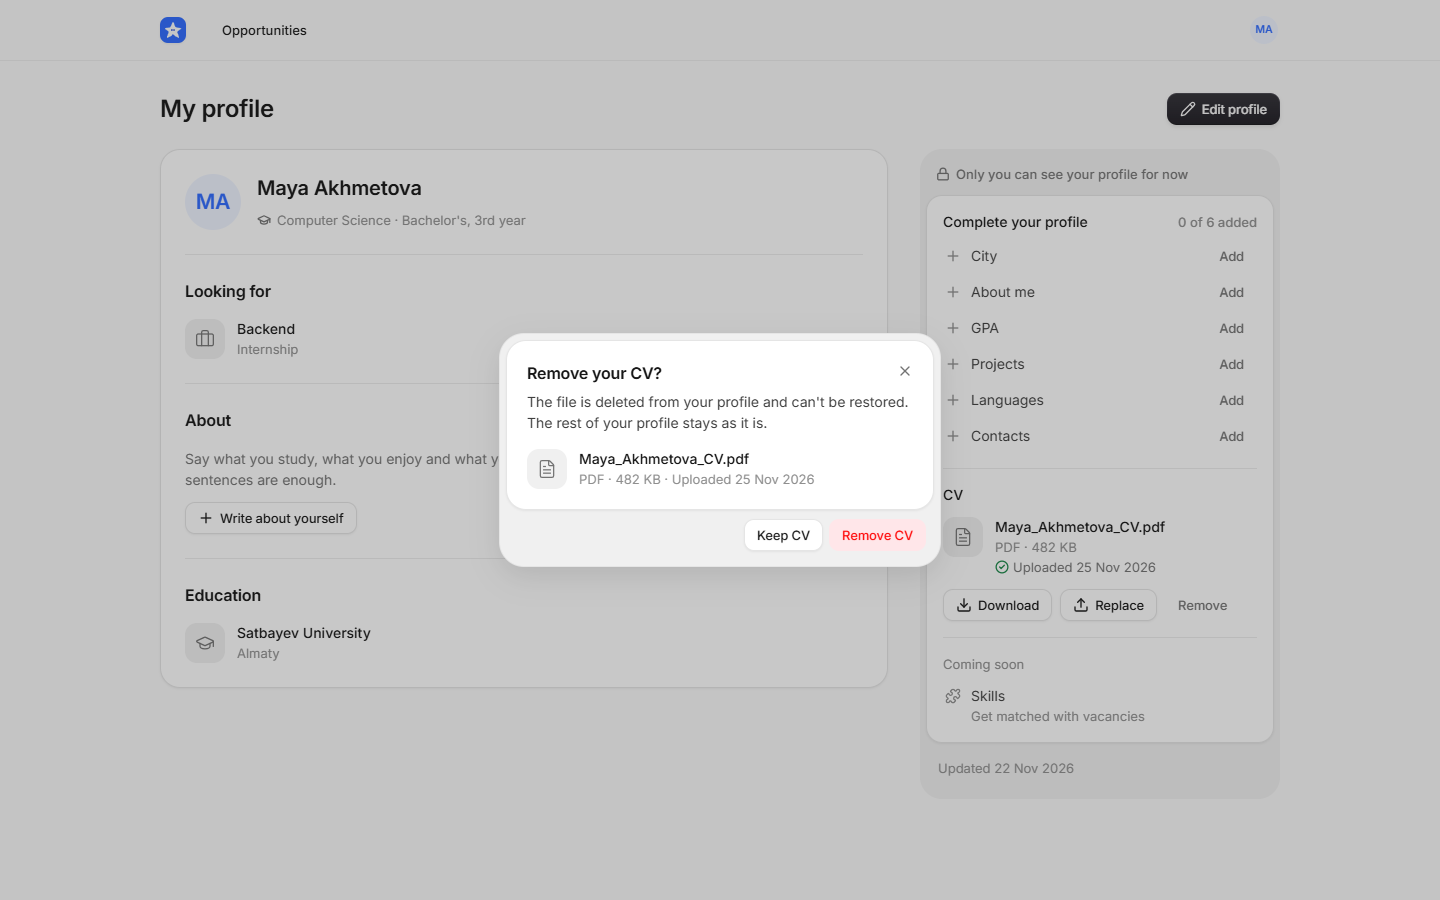 Opportunities
MA
My profile
Edit profile
MA
Maya Akhmetova
Computer Science · Bachelor's, 3rd year
Looking for
Backend
Internship
About
Say what you study, what you enjoy and what y
sentences are enough.
Write about yourself
Education
Satbayev University
Almaty
Remove your CV?
The file is deleted from your profile and can't be restored.
The rest of your profile stays as it is.
Maya_Akhmetova_CV.pdf
PDF · 482 KB · Uploaded 25 Nov 2026
Keep CV
Remove CV
Only you can see your profile for now
Complete your profile
0 of 6 added
City
Add
About me
Add
GPA
Add
Projects
Add
Languages
Add
Contacts
Add
CV
Maya_Akhmetova_CV.pdf
PDF · 482 KB
Uploaded 25 Nov 2026
Download
Replace
Remove
Coming soon
Skills
Get matched with vacancies
Updated 22 Nov 2026